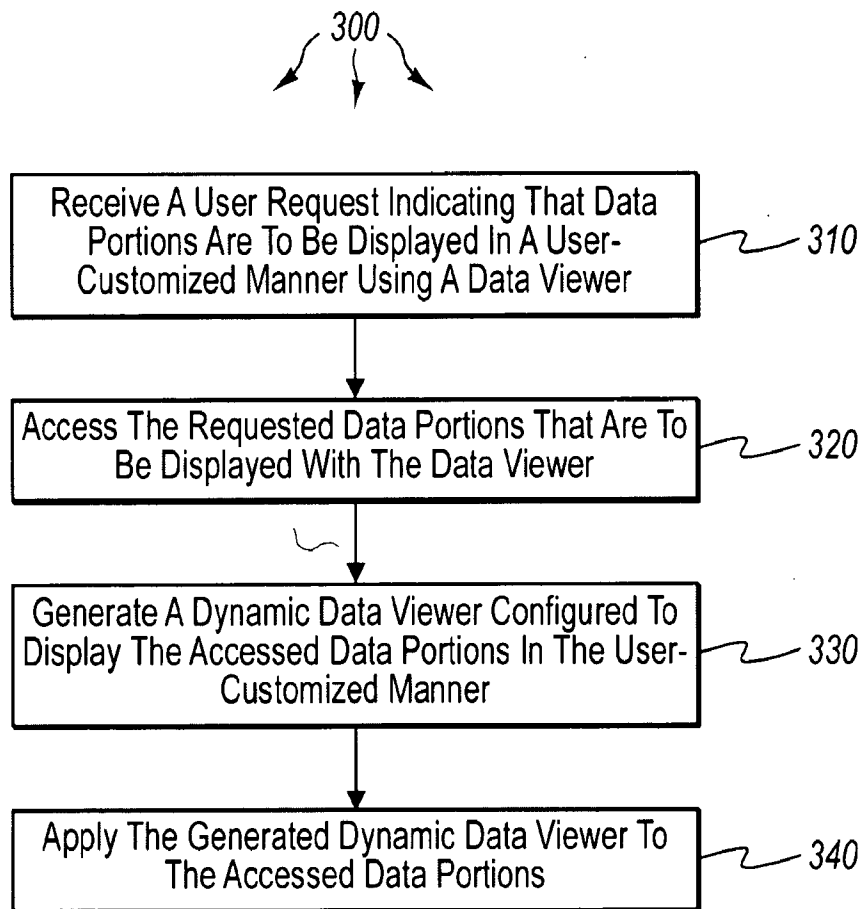 300
Receive A User Request Indicating That Data
Portions Are To Be Displayed In A User-
Customized Manner Using A Data Viewer
310
Access The Requested Data Portions That Are To
Be Displayed With The Data Viewer
320
Generate A Dynamic Data Viewer Configured To
Display The Accessed Data Portions In The User-
Customized Manner
330
Apply The Generated Dynamic Data Viewer To
The Accessed Data Portions
340